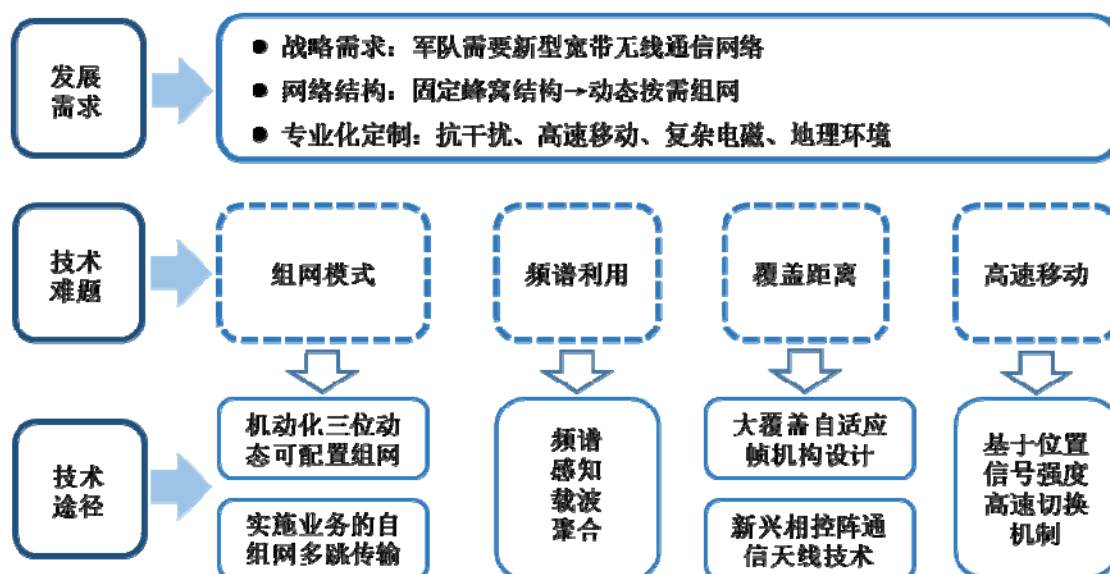 发展
需求
● 战略需求：军队需要新型宽带无线通信网络
● 网络结构：固定蜂窝结构→动态按需组网
● 专业化定制：抗干扰、高速移动、复杂电磁、地理环境
技术
难题
组网模式
频谱利用
覆盖距离
高速移动
技术
途径
机动化三位动
态可配置组网
实施业务的自
组网多跳传输
频谱
感知
载波
聚合
大覆盖自适应
帧机构设计
新兴相控阵通
信天线技术
基于位置
信号强度
高速切换
机制